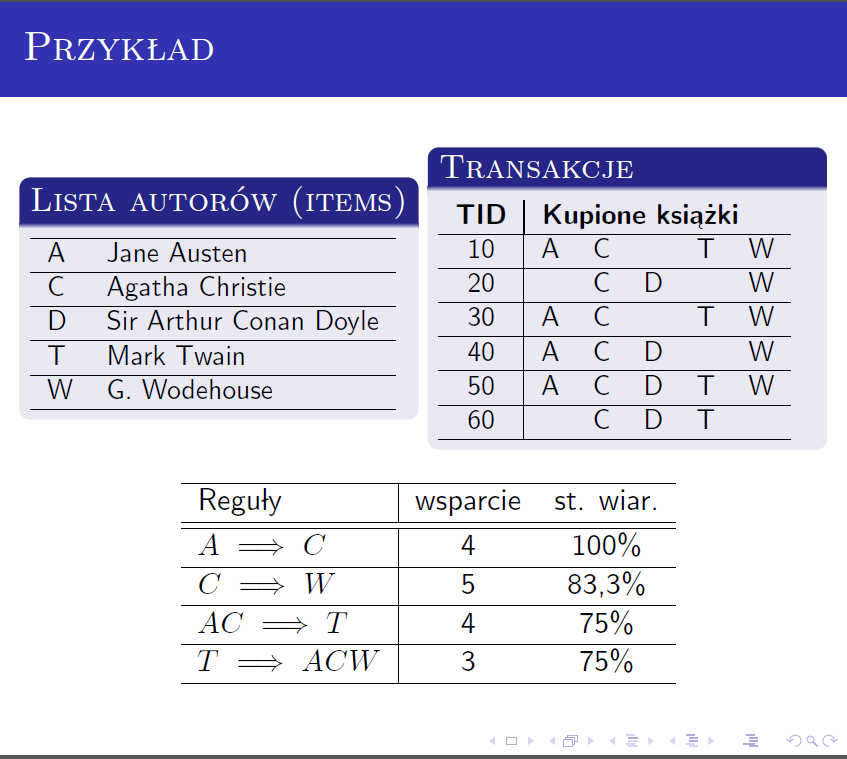 Przykład
Lista autorów (items)
A Jane Austen
C Agatha Christie
D Sir Arthur Conan Doyle
T Mark Twain
W G. Wodehouse
Transakcje
TID Kupione książki
10 A C T W
20 C D W
30 A C T W
40 A C D W
50 A C D T W
60 C D T
Reguły wsparcie st. wiar.
A ⟹ C 4 100%
C ⟹ W 5 83,3%
AC ⟹ T 4 75%
T ⟹ ACW 3 75%